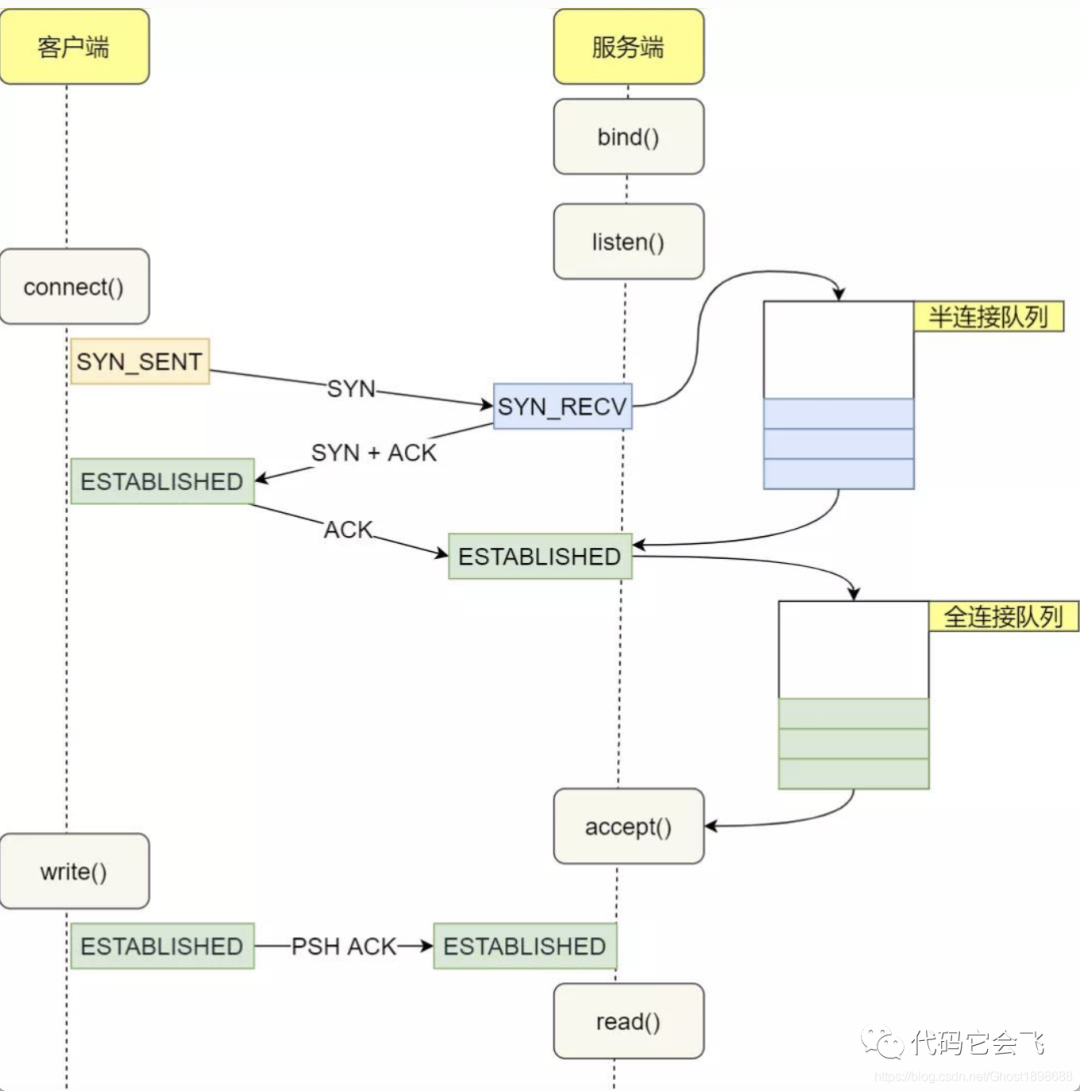 客户端
服务端
bind()
listen()
connect()
半连接队列
SYN_SENT
SYN
SYN_RECV
SYN + ACK
ESTABLISHED
ACK
ESTABLISHED
全连接队列
accept()
write()
ESTABLISHED
PSH ACK
ESTABLISHED
read()
代码它会飞
https://blog.csdn.net/Ghost1898688